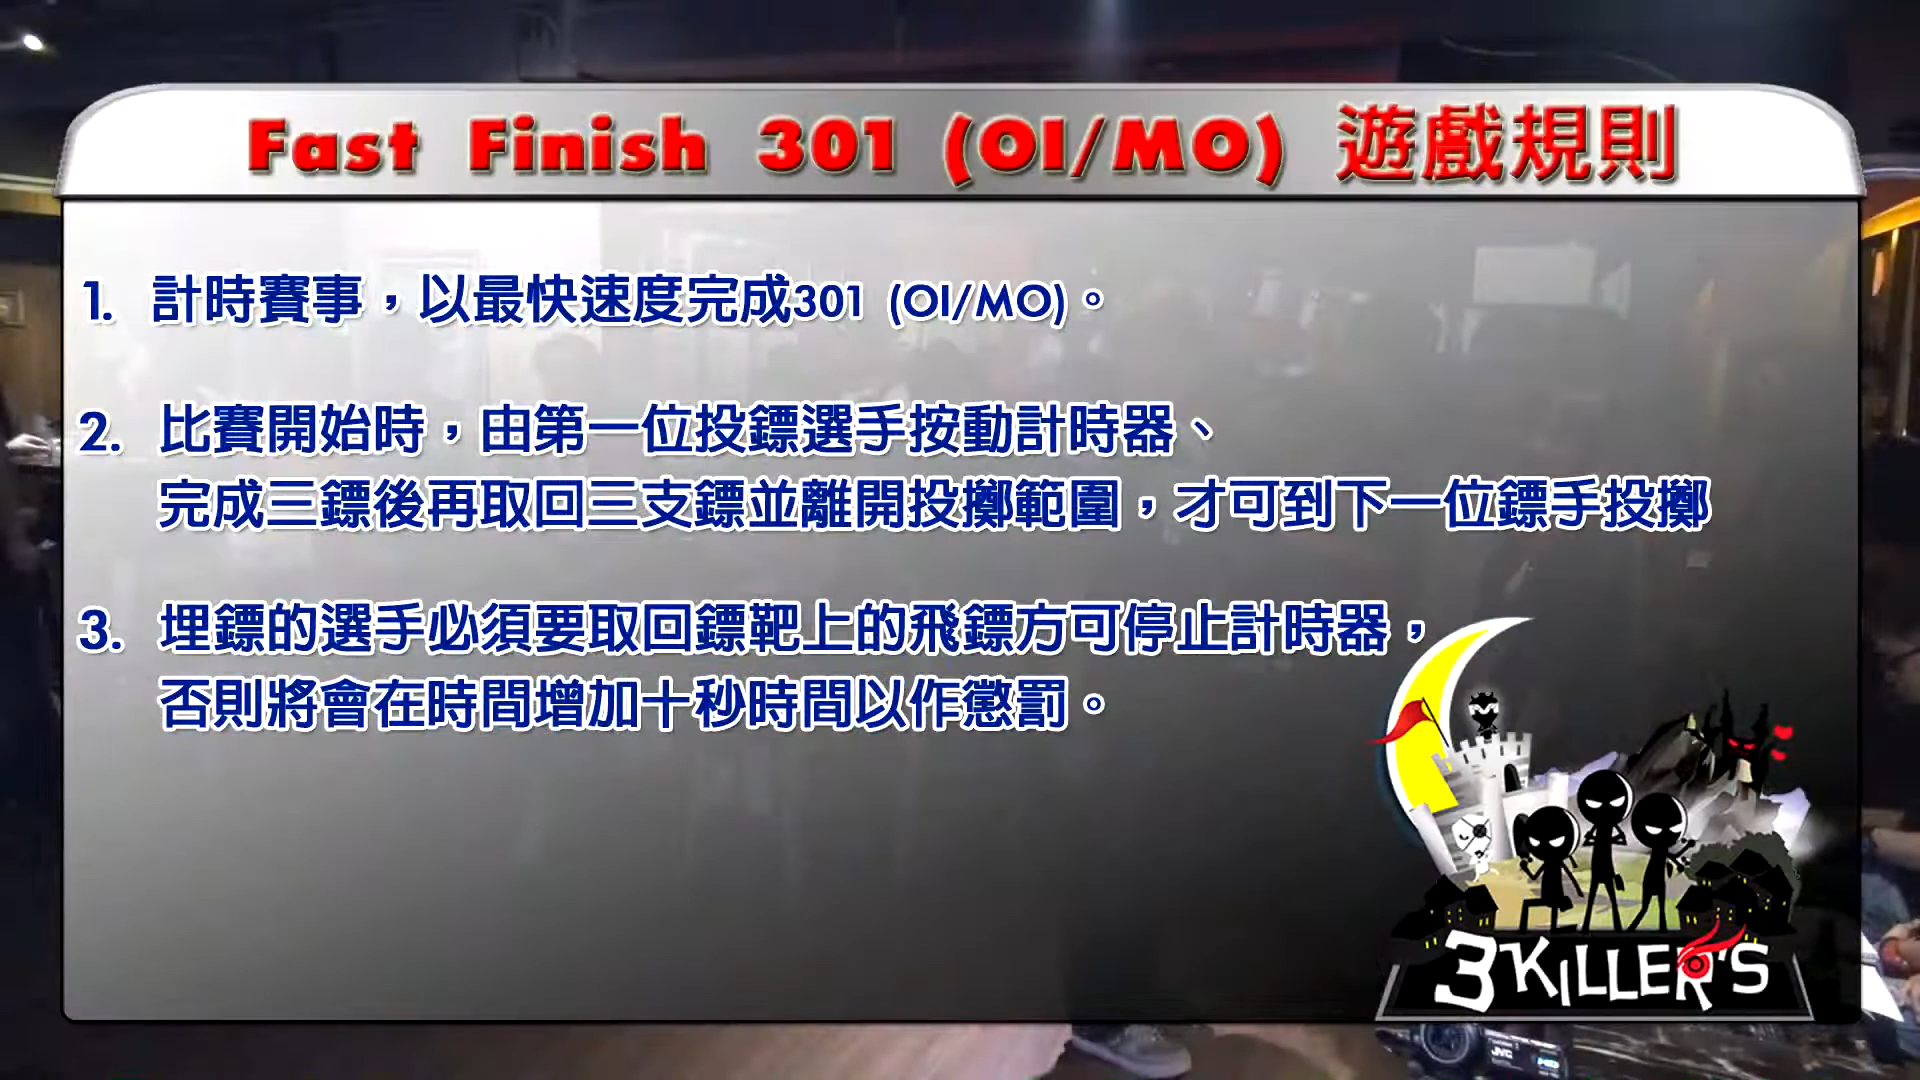 Fast Finish 301 (OI/MO) 遊戲規則
1. 計時賽事，以最快速度完成301 (OI/MO)。
2. 比賽開始時，由第一位投鏢選手按動計時器、
完成三鏢後再取回三支鏢並離開投擲範圍，才可到下一位鏢手投擲
3. 埋鏢的選手必須要取回鏢靶上的飛鏢方可停止計時器，
否則將會在時間增加十秒時間以作懲罰。
3KILLER'S
JVC